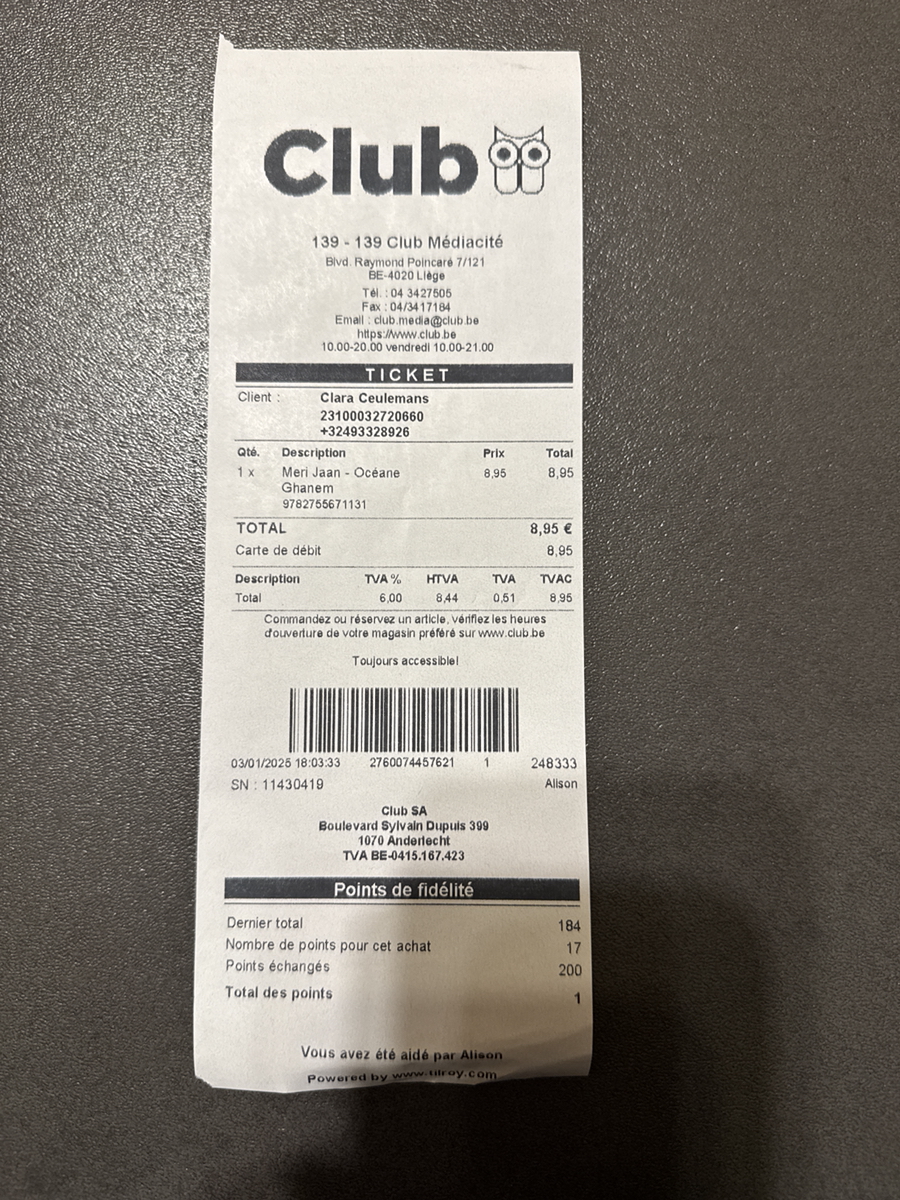 Club
139 - 139 Club Médiacité
Blvd. Raymond Poincaré 7/121
BE-4020 Liège
Tél. : 04 3427505
Fax : 04/3417184
Email : club.media@club.be
https://www.club.be
10.00-20.00 vendredi 10.00-21.00
TICKET
Client : Clara Ceulemans
23100032720660
+32493328926
Qté. Description Prix Total
1 x Meri Jaan - Océane 8,95 8,95
Ghanem
9782755671131
TOTAL 8,95 €
Carte de débit 8,95
Description TVA % HTVA TVA TVAC
Total 6,00 8,44 0,51 8,95
Commandez ou réservez un article, vérifiez les heures
d'ouverture de votre magasin préféré sur www.club.be
Toujours accessible!
03/01/2025 18:03:33 2760074457621 1 248333
SN : 11430419 Alison
Club SA
Boulevard Sylvain Dupuis 399
1070 Anderlecht
TVA BE-0415.167.423
Points de fidélité
Dernier total 184
Nombre de points pour cet achat 17
Points échangés 200
Total des points 1
Vous avez été aidé par Alison
Powered by www.tilroy.com